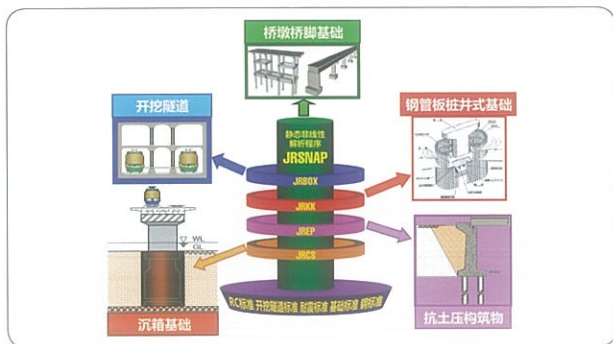 桥墩桥脚基础
开挖隧道
静态非线性
解析程序
JRSNAP
钢管板桩井式基础
JRBOX
JRKK
JREP
JRCS
WL
GL
沉箱基础
抗土压构筑物
RC标准 开挖隧道标准 耐震标准 基础标准 钢标准